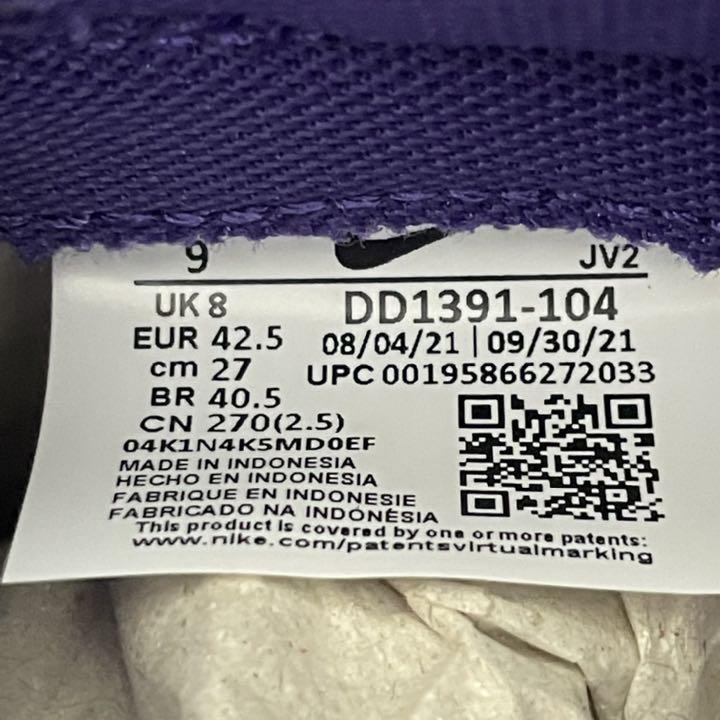 9 JV2
UK 8 DD1391-104
EUR 42.5 08/04/21 | 09/30/21
cm 27 UPC 00195866272033
BR 40.5
CN 270(2.5)
04K1N4K5MD0EF
MADE IN INDONESIA
HECHO EN INDONESIA
FABRIQUE EN INDONESIE
FABRICADO NA INDONÉSIA
This product is covered by one or more patents:
www.nike.com/patentsvirtualmarking